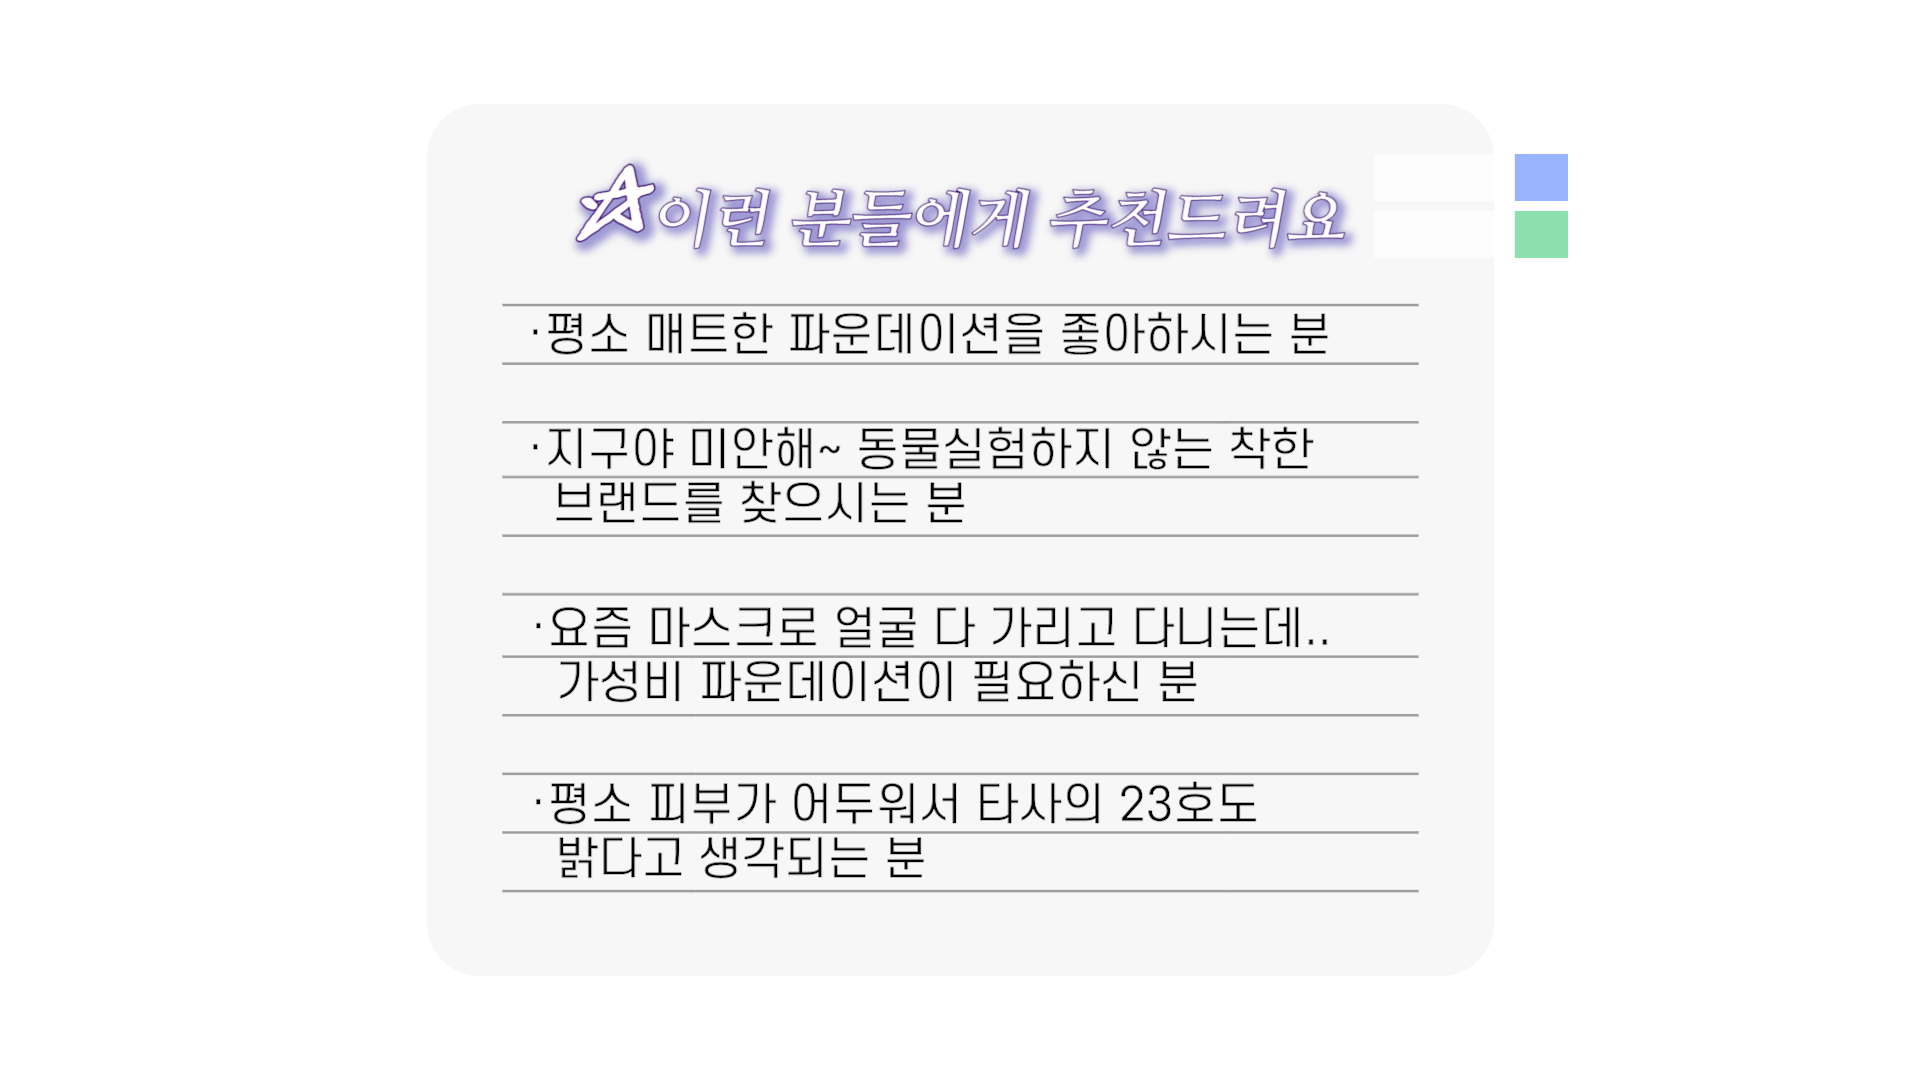 이런 분들에게 추천드려요
·평소 매트한 파운데이션을 좋아하시는 분
·지구야 미안해~ 동물실험하지 않는 착한
브랜드를 찾으시는 분
·요즘 마스크로 얼굴 다 가리고 다니는데..
가성비 파운데이션이 필요하신 분
·평소 피부가 어두워서 타사의 23호도
밝다고 생각되는 분